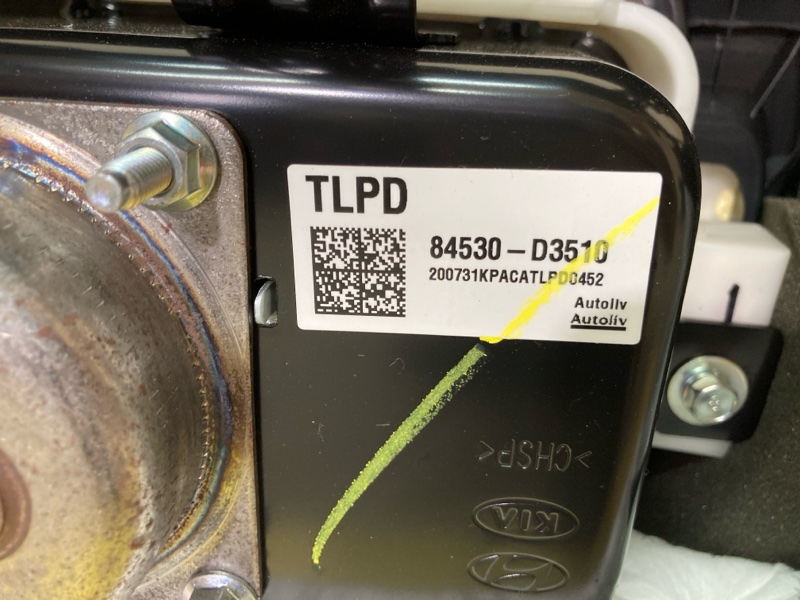 TLPD
84530-D3510
200731KPACATLPD0452
Autoliv
Autoliv
>CHSP<
KIA